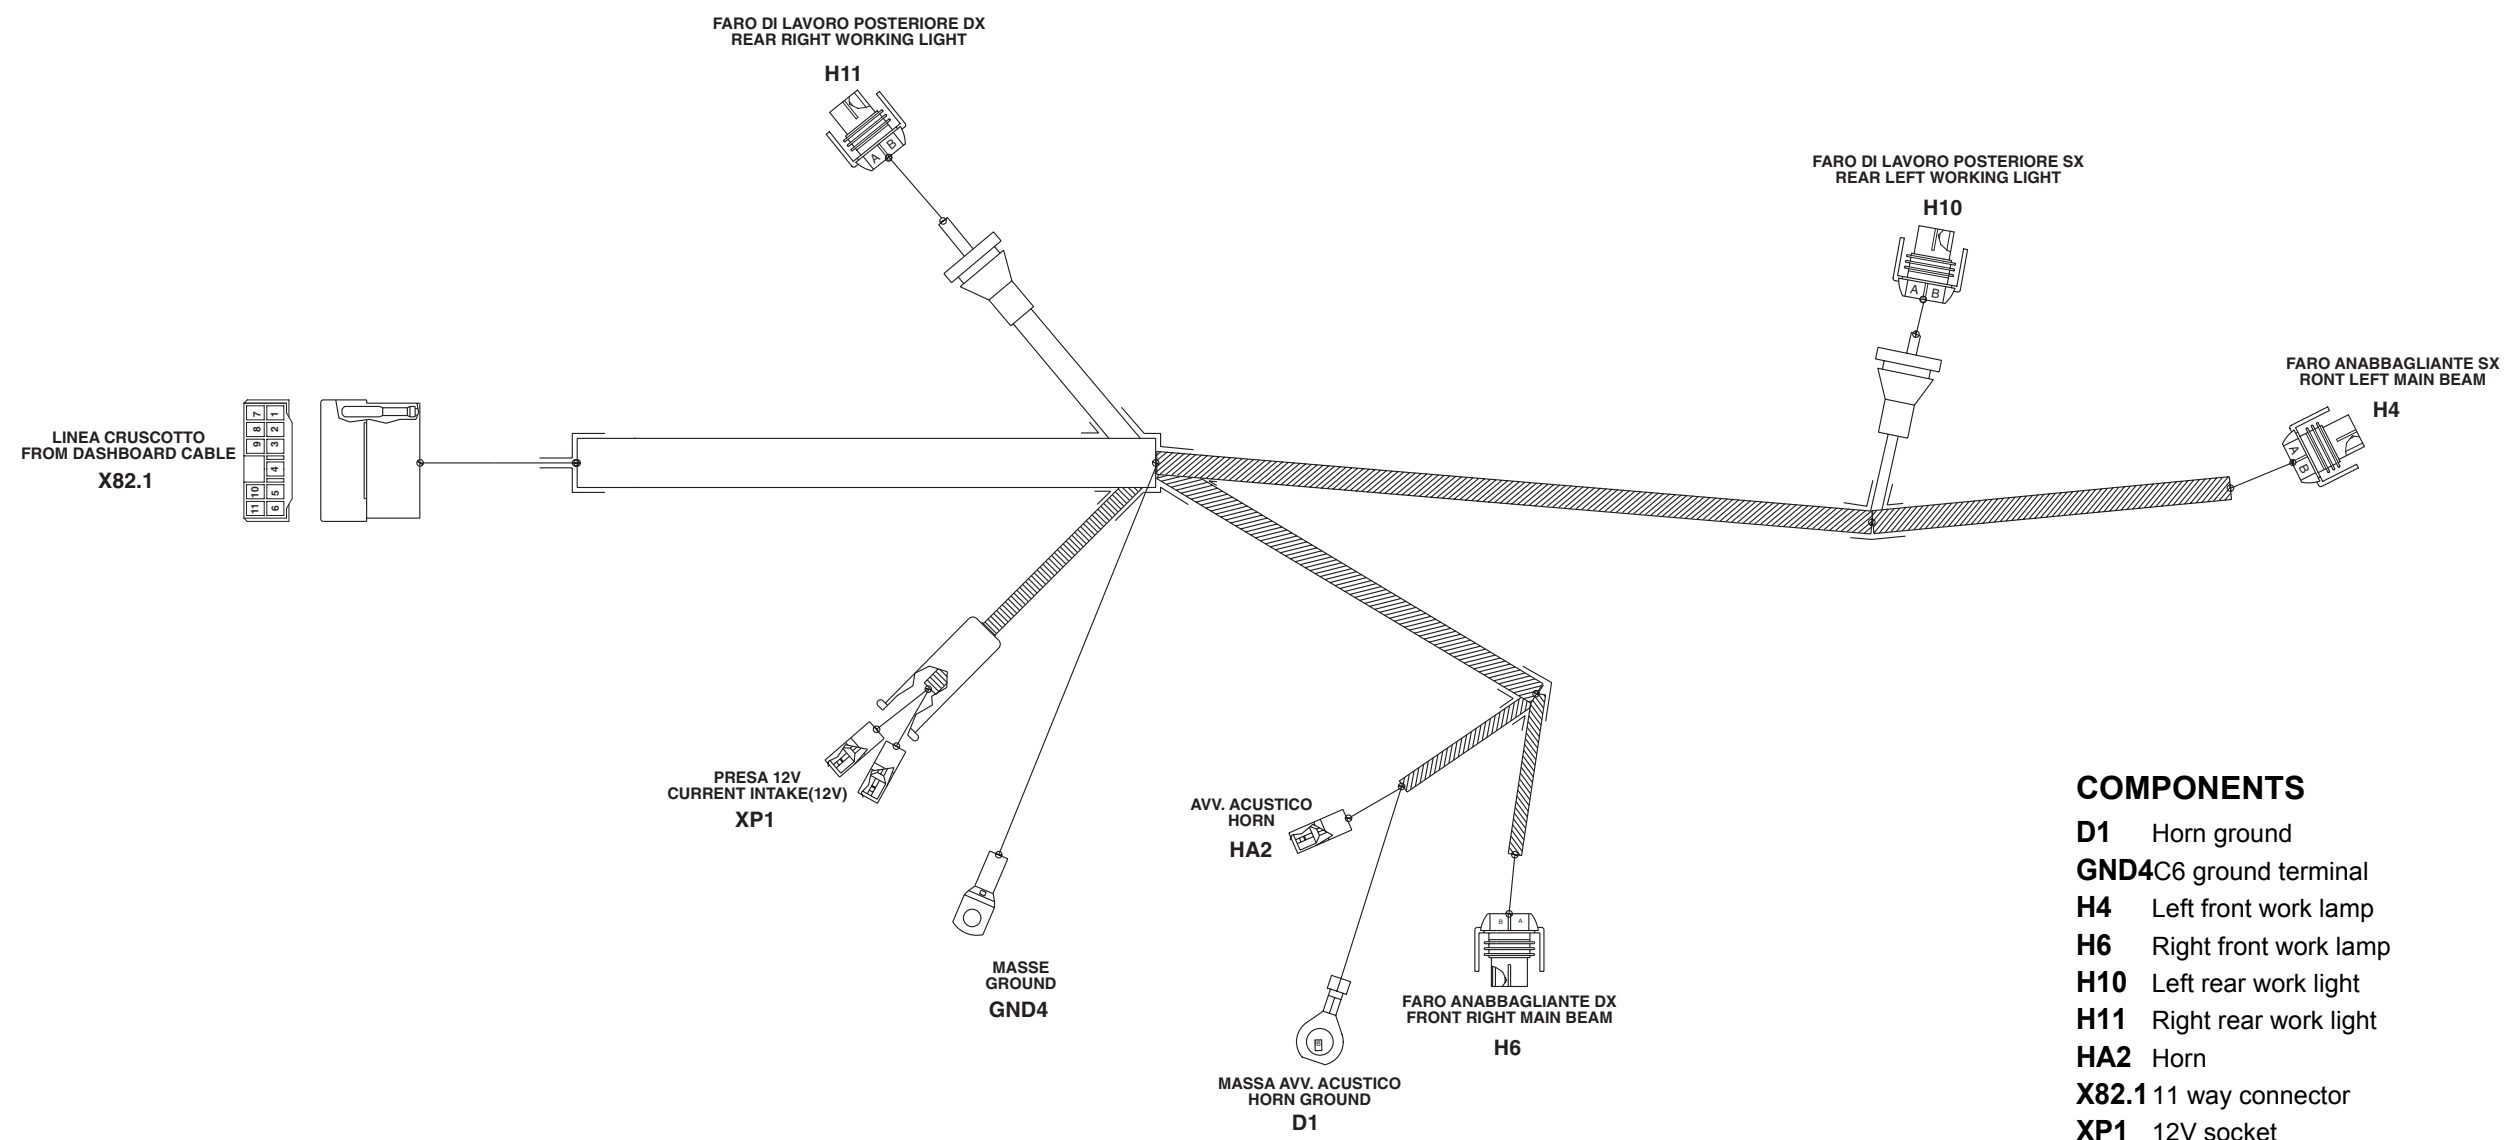 FARO DI LAVORO POSTERIORE DX
REAR RIGHT WORKING LIGHT
H11
A B
FARO DI LAVORO POSTERIORE SX
REAR LEFT WORKING LIGHT
H10
A B
FARO ANABBAGLIANTE SX
RONT LEFT MAIN BEAM
H4
A
B
LINEA CRUSCOTTO
FROM DASHBOARD CABLE
X82.1
7 1
8 2
9 3
4
10 5
11 6
PRESA 12V
CURRENT INTAKE(12V)
XP1
AVV. ACUSTICO
HORN
HA2
MASSE
GROUND
GND4
B A
FARO ANABBAGLIANTE DX
FRONT RIGHT MAIN BEAM
H6
MASSA AVV. ACUSTICO
HORN GROUND
D1
COMPONENTS
D1 Horn ground
GND4C6 ground terminal
H4 Left front work lamp
H6 Right front work lamp
H10 Left rear work light
H11 Right rear work light
HA2 Horn
X82.1 11 way connector
XP1 12V socket